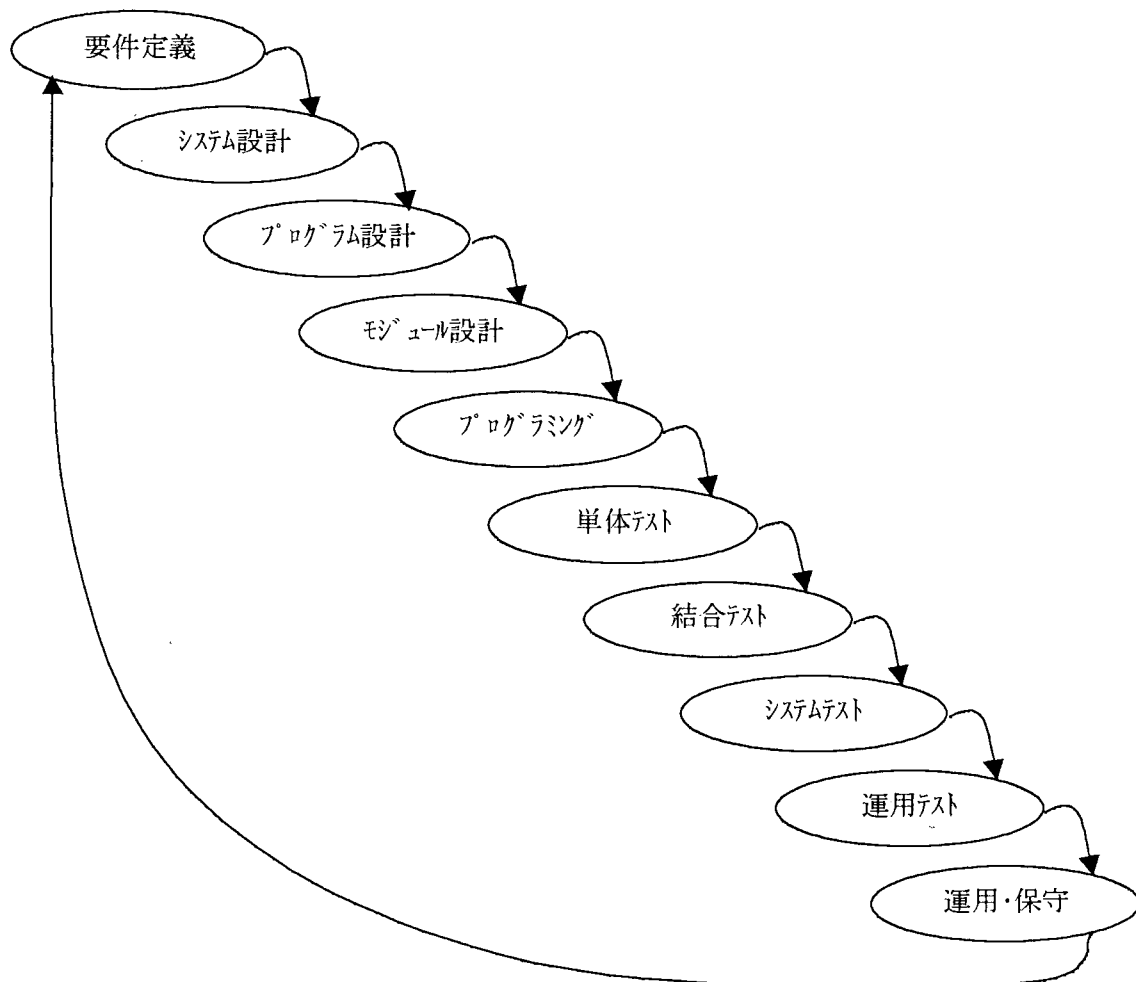 要件定義
ｼｽﾃﾑ設計
ﾌﾟﾛｸﾞﾗﾑ設計
ﾓｼﾞｭｰﾙ設計
ﾌﾟﾛｸﾞﾗﾐﾝｸﾞ
単体ﾃｽﾄ
結合ﾃｽﾄ
ｼｽﾃﾑﾃｽﾄ
運用ﾃｽﾄ
運用･保守